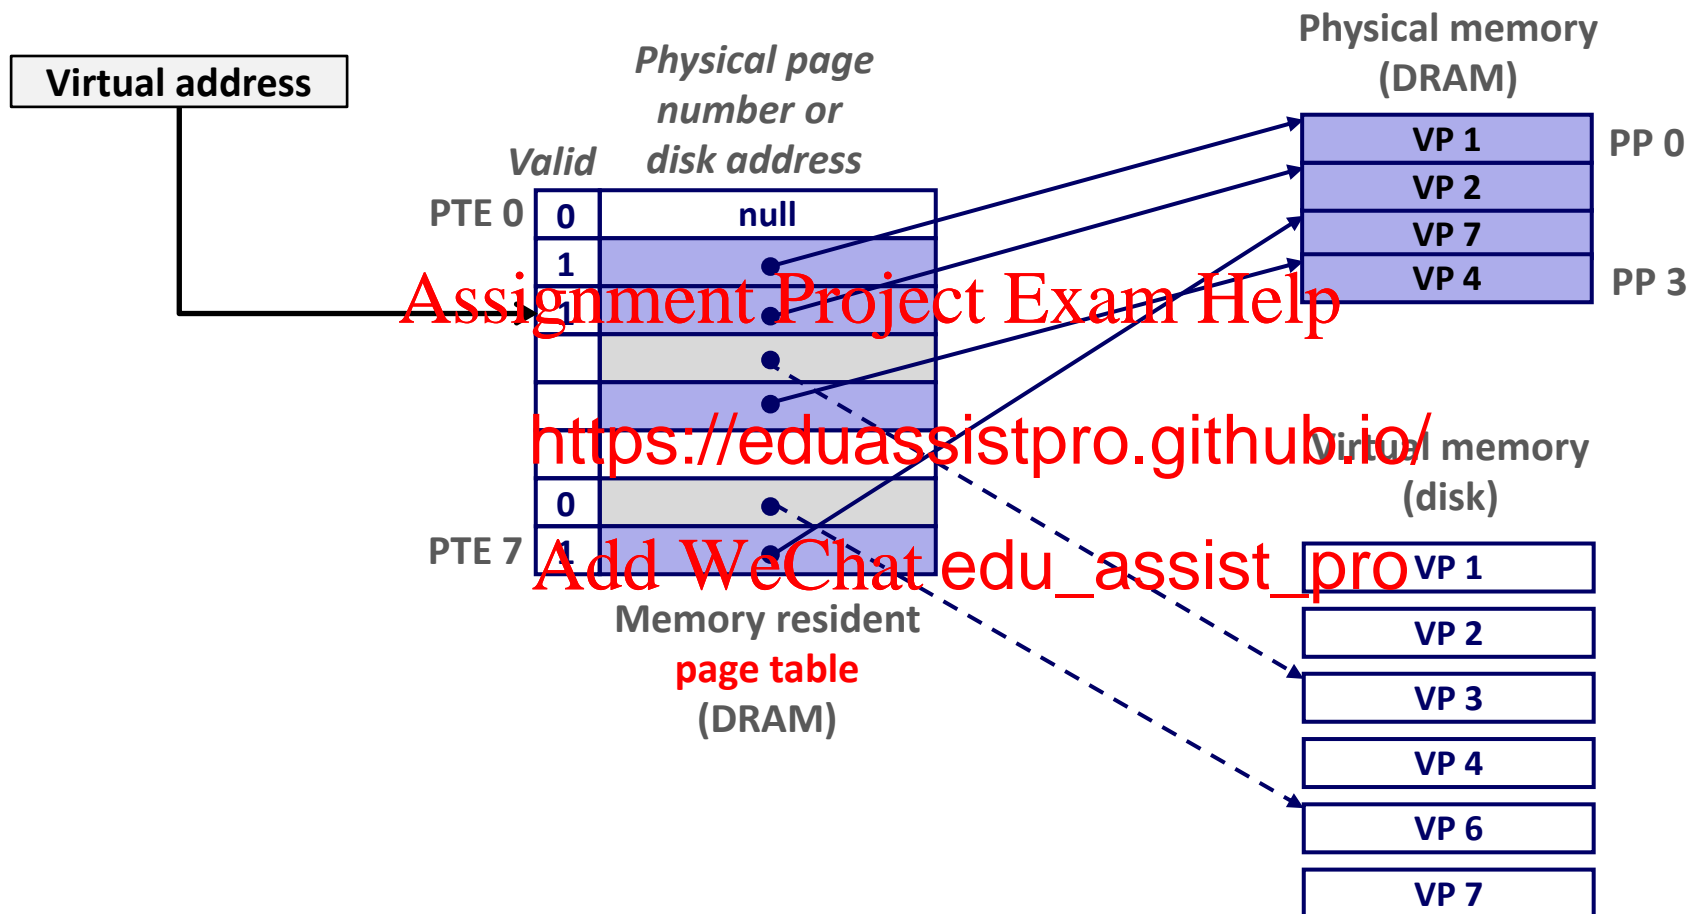 Virtual address
Physical page
number or
disk address
Valid
PTE 0
0
null
1
1
0
PTE 7
1
Memory resident
page table
(DRAM)
Physical memory
(DRAM)
VP 1
PP 0
VP 2
VP 7
VP 4
PP 3
Virtual memory
(disk)
VP 1
VP 2
VP 3
VP 4
VP 6
VP 7
Assignment Project Exam Help
https://eduassistpro.github.io/
Add WeChat edu_assist_pro